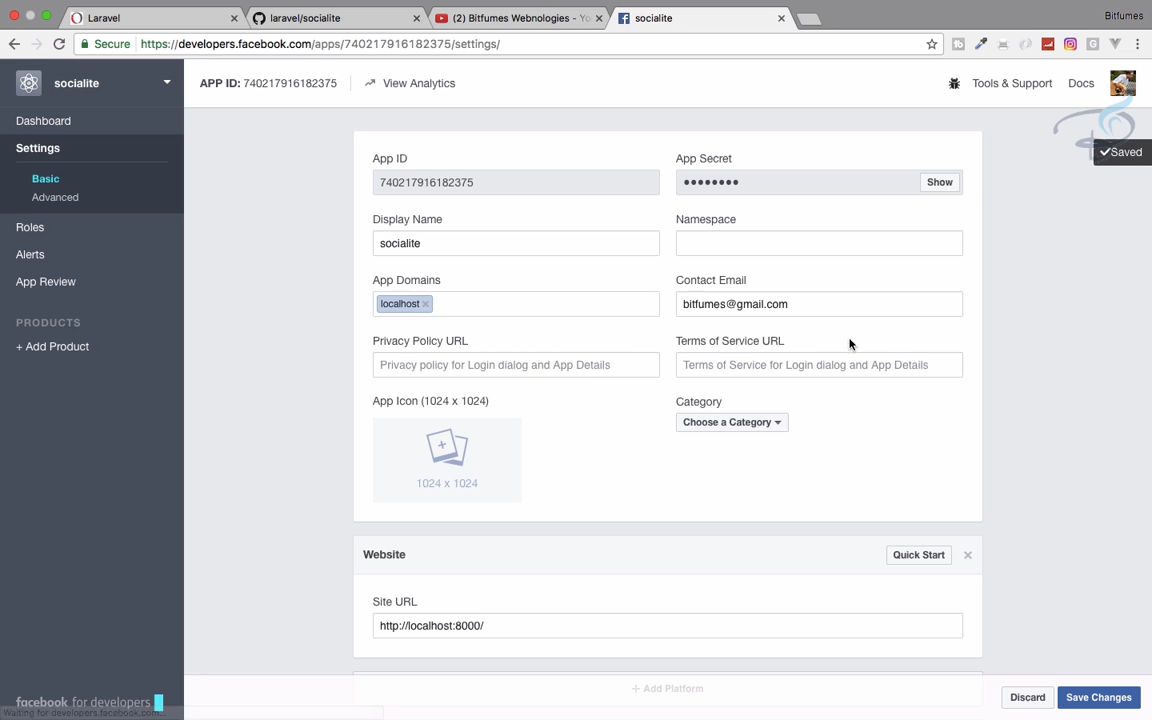 Laravel
laravel/socialite
(2) Bitfumes Webnologies - Yo
socialite
Bitfumes
Secure
https://developers.facebook.com/apps/740217916182375/settings/
socialite
APP ID: 740217916182375
View Analytics
Tools & Support
Docs
Dashboard
Settings
Basic
Advanced
Roles
Alerts
App Review
PRODUCTS
+ Add Product
Saved
App ID
App Secret
740217916182375
••••••••
Show
Display Name
Namespace
socialite
App Domains
Contact Email
localhost
bitfumes@gmail.com
Privacy Policy URL
Terms of Service URL
Privacy policy for Login dialog and App Details
Terms of Service for Login dialog and App Details
App Icon (1024 x 1024)
Category
Choose a Category
1024 x 1024
Website
Quick Start
Site URL
http://localhost:8000/
+ Add Platform
facebook for developers
Discard
Save Changes
Waiting for developers.facebook.com...